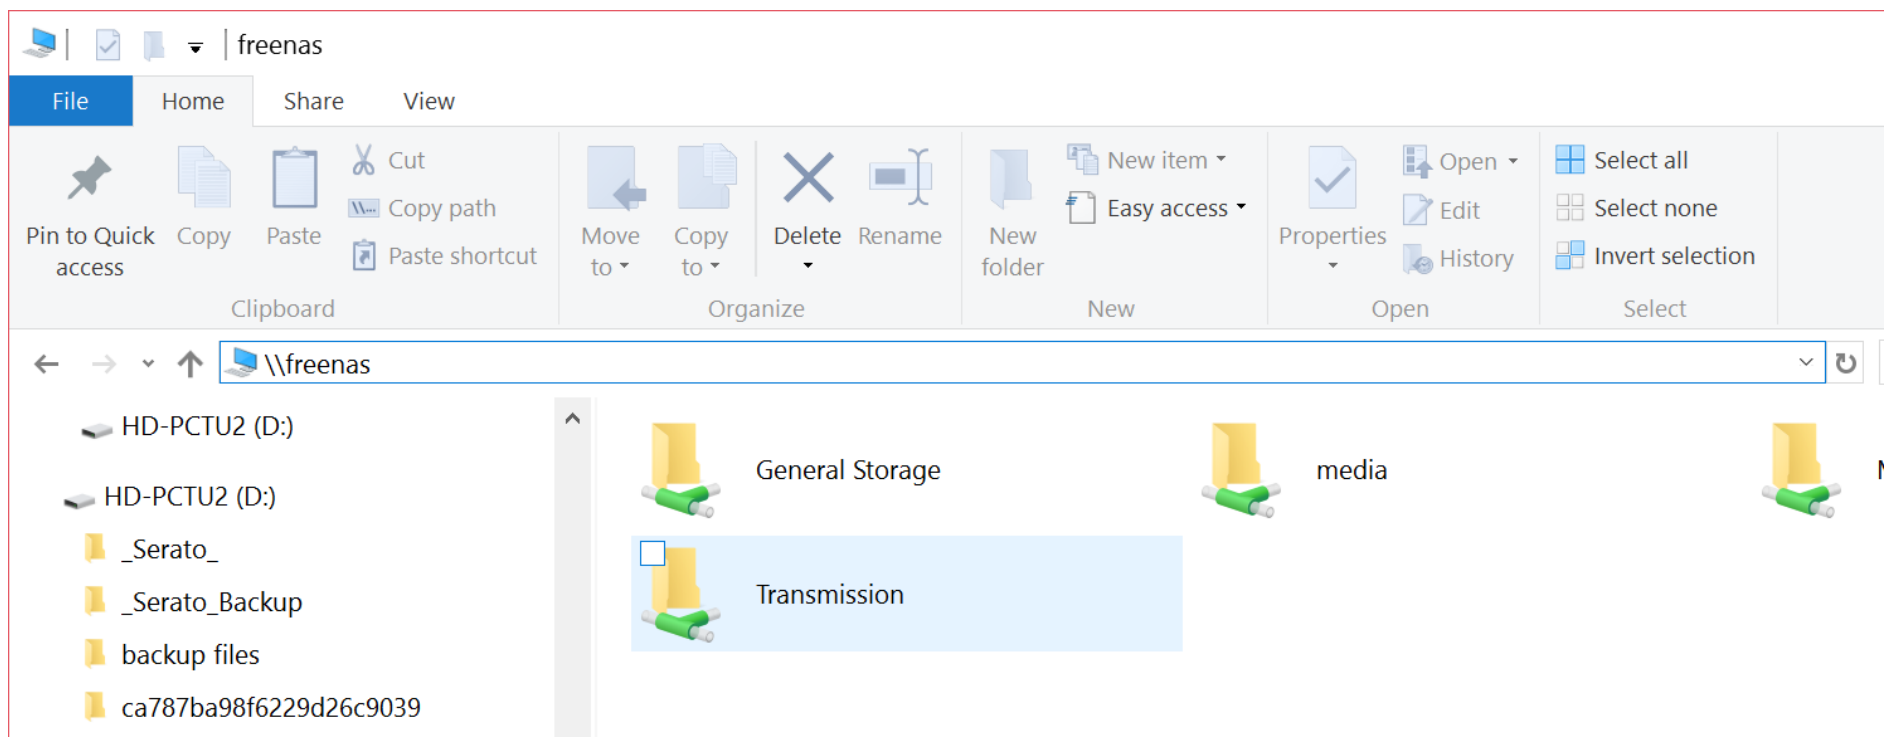 freenas
File Home Share View
Pin to Quick access
Copy
Paste
Cut
Copy path
Paste shortcut
Clipboard
Move to
Copy to
Delete
Rename
Organize
New folder
New item
Easy access
New
Properties
Open
Edit
History
Open
Select all
Select none
Invert selection
Select
\\freenas
HD-PCTU2 (D:)
HD-PCTU2 (D:)
_Serato_
_Serato_Backup
backup files
ca787ba98f6229d26c9039
General Storage
media
Transmission